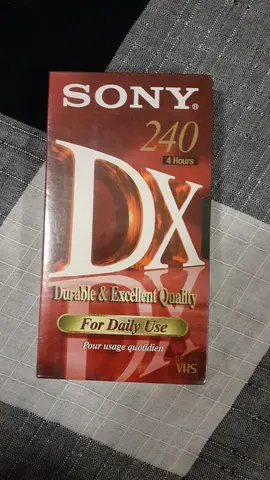 SONY®
240
4 Hours
DX
Durable & Excellent Quality
For Daily Use
Pour usage quotidien
VHS